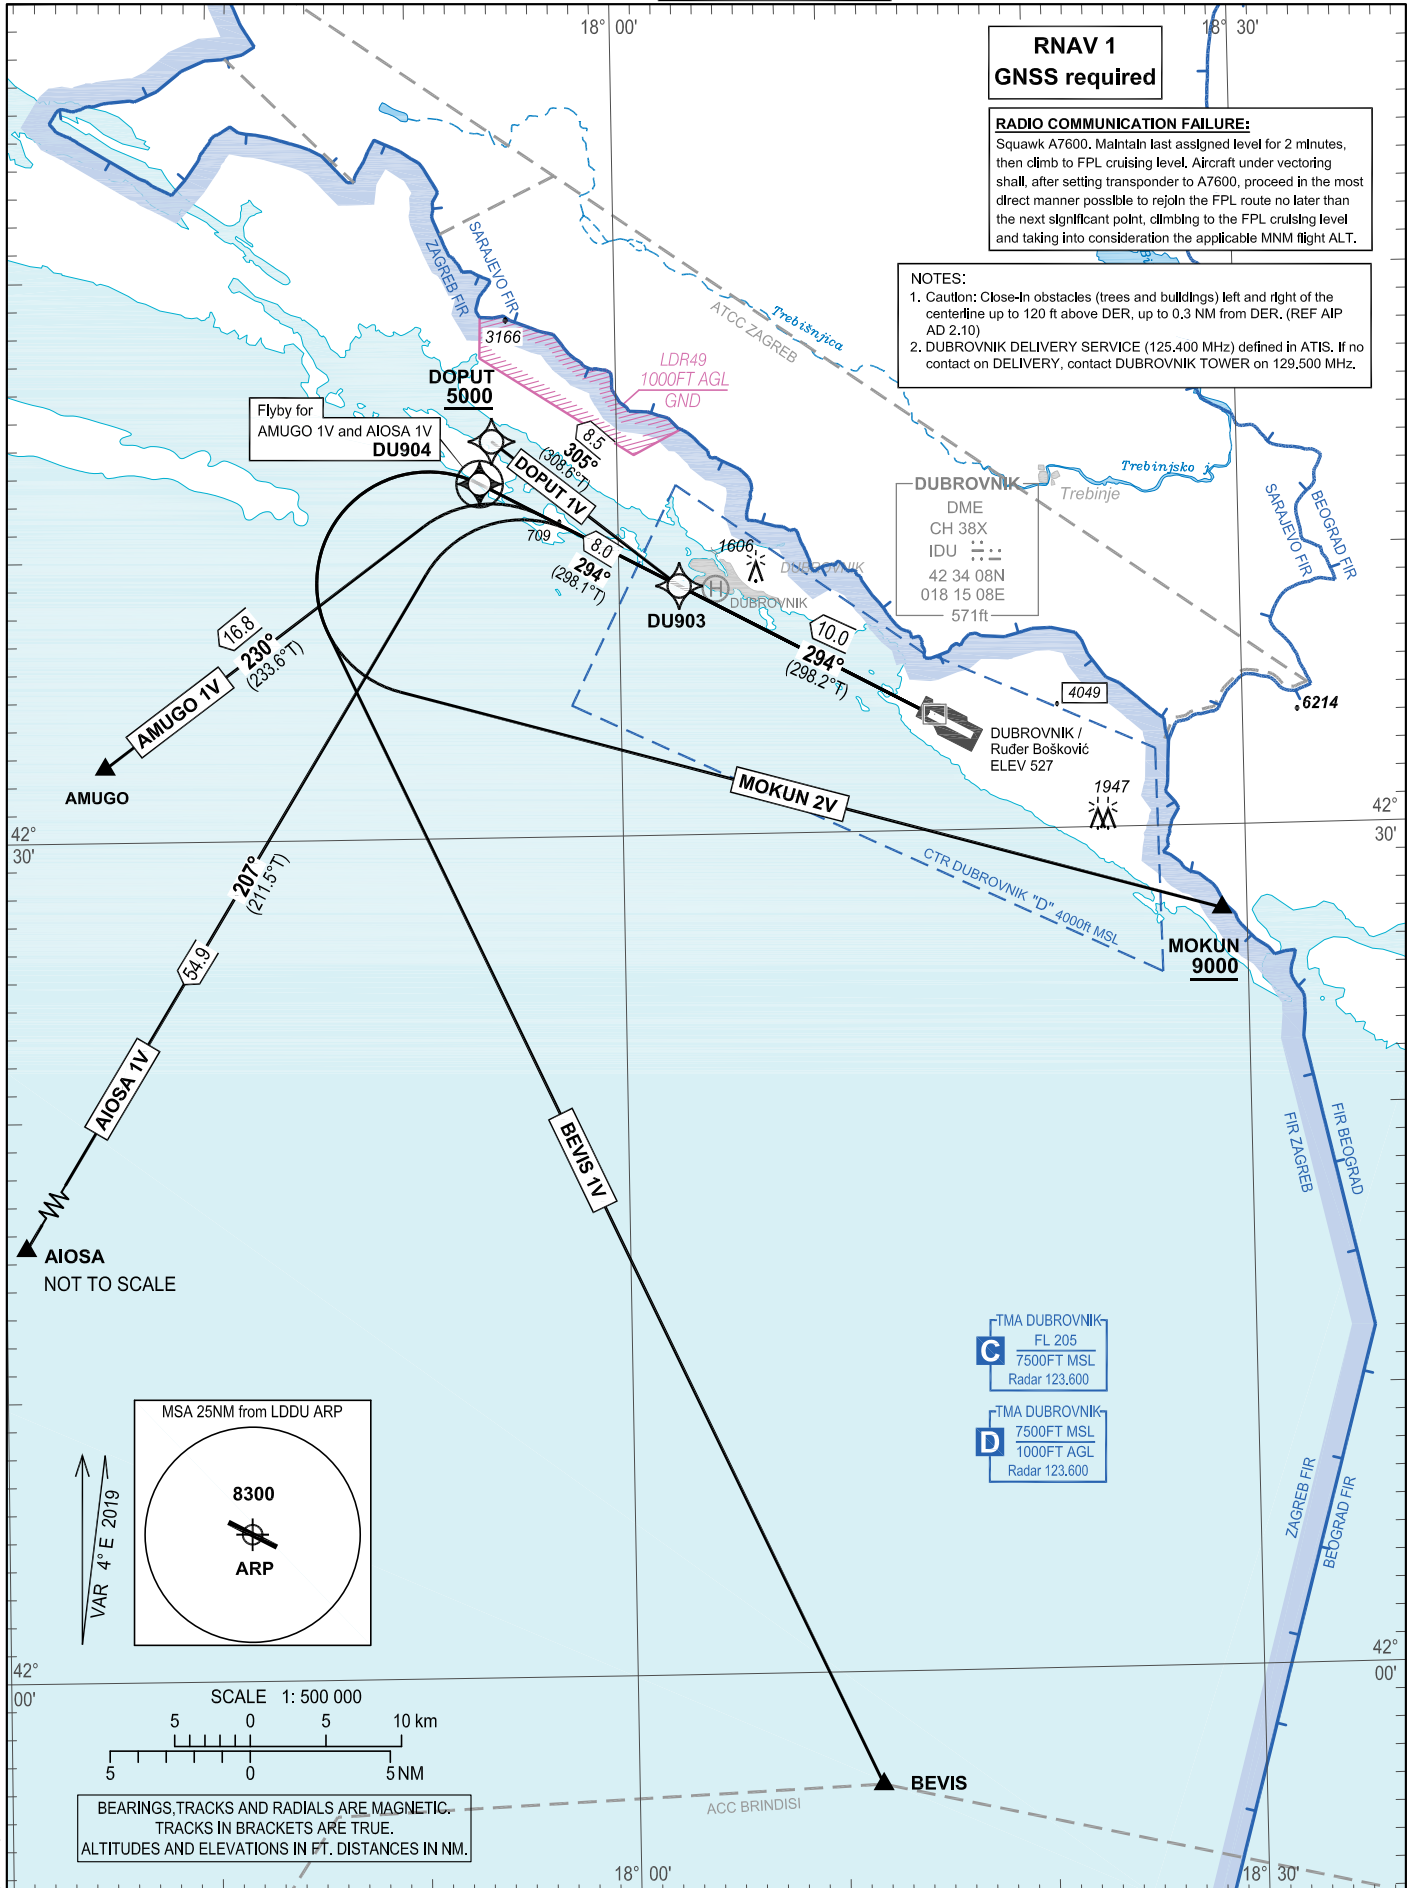 18° 00'
18° 30'
RNAV 1
GNSS required
RADIO COMMUNICATION FAILURE:
Squawk A7600. Maintain last assigned level for 2 minutes,
then climb to FPL cruising level. Aircraft under vectoring
shall, after setting transponder to A7600, proceed in the most
direct manner possible to rejoin the FPL route no later than
the next significant point, climbing to the FPL cruising level
and taking into consideration the applicable MNM flight ALT.
NOTES:
1. Caution: Close-in obstacles (trees and buildings) left and right of the
centerline up to 120 ft above DER, up to 0.3 NM from DER. (REF AIP
AD 2.10)
2. DUBROVNIK DELIVERY SERVICE (125.400 MHz) defined in ATIS. If no
contact on DELIVERY, contact DUBROVNIK TOWER on 129.500 MHz.
SARAJEVO FIR
ZAGREB FIR
ATCC ZAGREB
Trebišnjica
3166
LDR49
1000FT AGL
GND
DOPUT
5000
Flyby for
AMUGO 1V and AIOSA 1V
DU904
8.5
305°
(308.6°T)
DOPUT 1V
709
8.0
294°
(298.1°T)
1606
DUBROVNIK
H
DUBROVNIK
DU903
DUBROVNIK
DME
CH 38X
IDU
42 34 08N
018 15 08E
571ft
Trebinje
Trebinjsko j
BEOGRAD FIR
SARAJEVO FIR
10.0
294°
(298.2°T)
4049
6214
DUBROVNIK /
Ruđer Bošković
ELEV 527
16.8
230°
(233.6°T)
AMUGO 1V
AMUGO
MOKUN 2V
1947
42°
30'
42°
30'
CTR DUBROVNIK "D" 4000ft MSL
207°
(211.5°T)
54.9
MOKUN
9000
AIOSA 1V
BEVIS 1V
FIR BEOGRAD
FIR ZAGREB
AIOSA
NOT TO SCALE
TMA DUBROVNIK
C
FL 205
7500FT MSL
Radar 123.600
TMA DUBROVNIK
D
7500FT MSL
1000FT AGL
Radar 123.600
MSA 25NM from LDDU ARP
8300
ARP
VAR 4° E 2019
ZAGREB FIR
BEOGRAD FIR
42°
00'
42°
00'
SCALE 1: 500 000
5 0 5 10 km
5 0 5 NM
BEVIS
ACC BRINDISI
BEARINGS,TRACKS AND RADIALS ARE MAGNETIC.
TRACKS IN BRACKETS ARE TRUE.
ALTITUDES AND ELEVATIONS IN FT. DISTANCES IN NM.
18° 00'
18° 30'